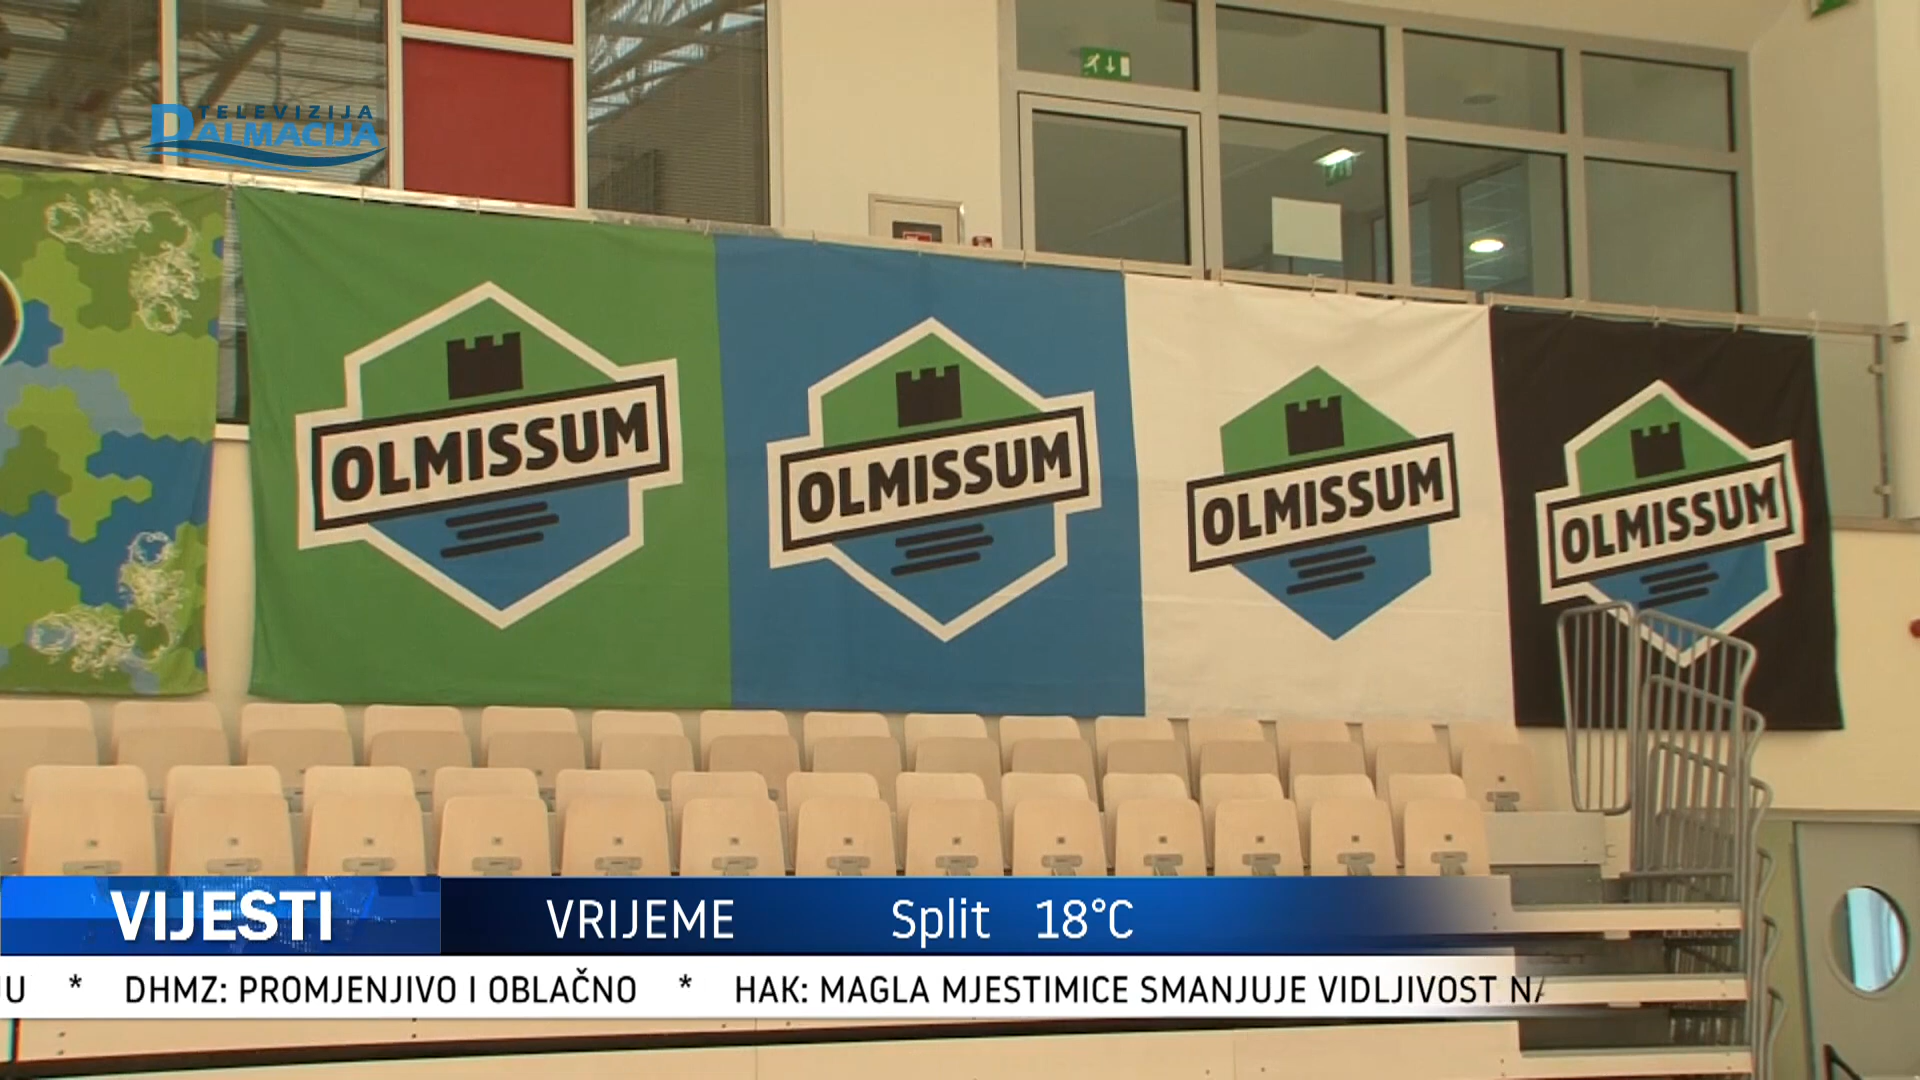 TELEVIZIJA
DALMACIJA
OLMISSUM
OLMISSUM
OLMISSUM
OLMISSUM
VIJESTI
VRIJEME Split 18°C
* DHMZ: PROMJENJIVO I OBLAČNO * HAK: MAGLA MJESTIMICE SMANJUJE VIDLJIVOST